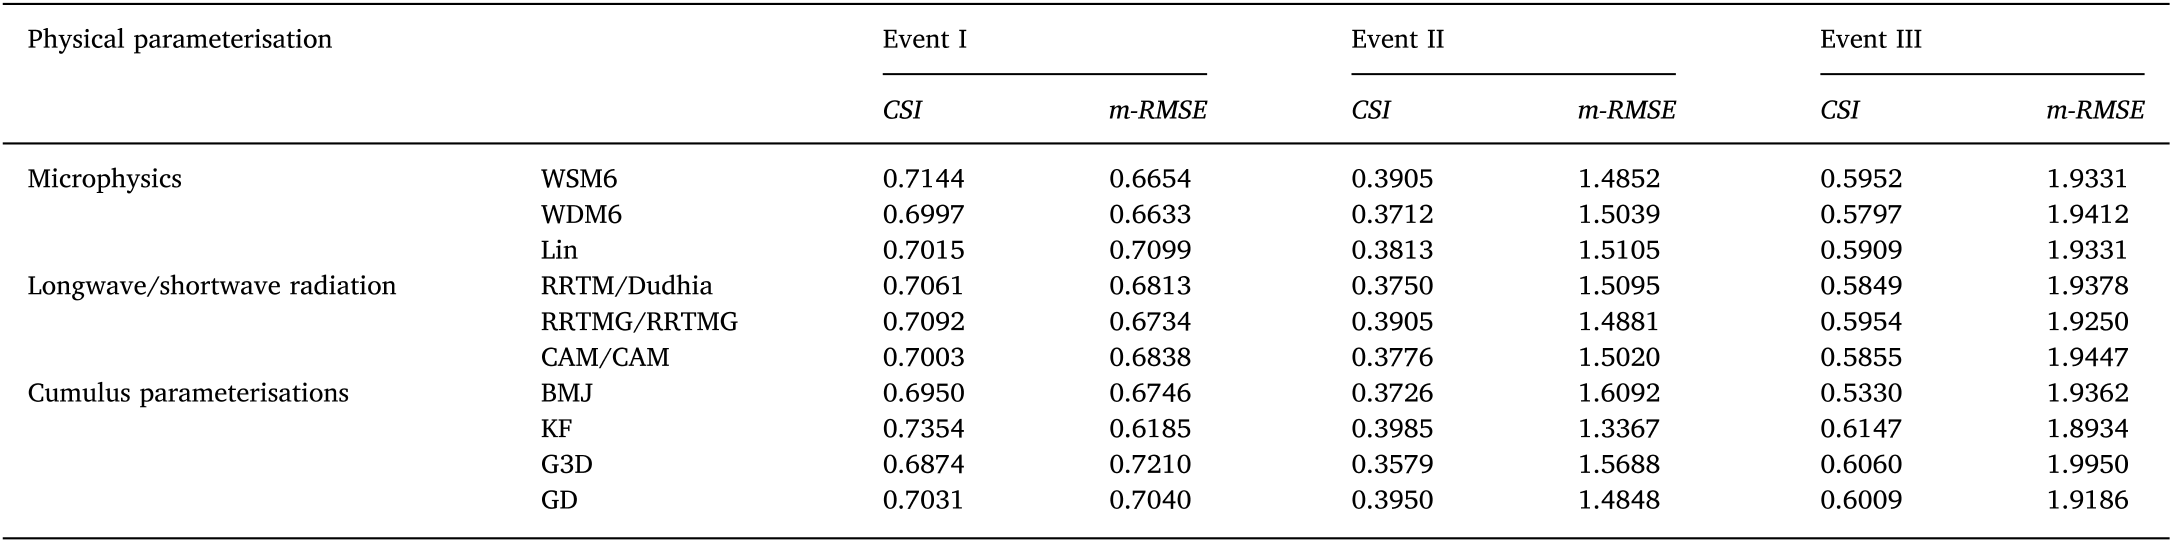 Physical parameterisation Event I Event II Event III
CSI m-RMSE CSI m-RMSE CSI m-RMSE
Microphysics WSM6 0.7144 0.6654 0.3905 1.4852 0.5952 1.9331
WDM6 0.6997 0.6633 0.3712 1.5039 0.5797 1.9412
Lin 0.7015 0.7099 0.3813 1.5105 0.5909 1.9331
Longwave/shortwave radiation RRTM/Dudhia 0.7061 0.6813 0.3750 1.5095 0.5849 1.9378
RRTMG/RRTMG 0.7092 0.6734 0.3905 1.4881 0.5954 1.9250
CAM/CAM 0.7003 0.6838 0.3776 1.5020 0.5855 1.9447
Cumulus parameterisations BMJ 0.6950 0.6746 0.3726 1.6092 0.5330 1.9362
KF 0.7354 0.6185 0.3985 1.3367 0.6147 1.8934
G3D 0.6874 0.7210 0.3579 1.5688 0.6060 1.9950
GD 0.7031 0.7040 0.3950 1.4848 0.6009 1.9186